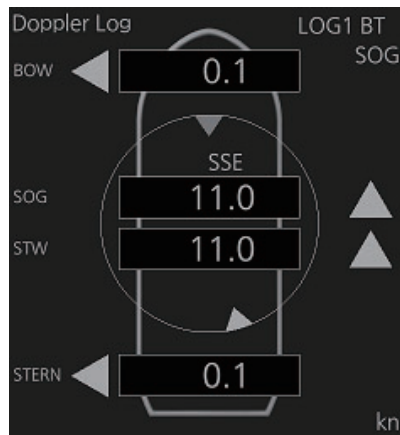 Doppler Log LOG1 BT
SOG
BOW 0.1
SSE
SOG 11.0
STW 11.0
STERN 0.1
kn